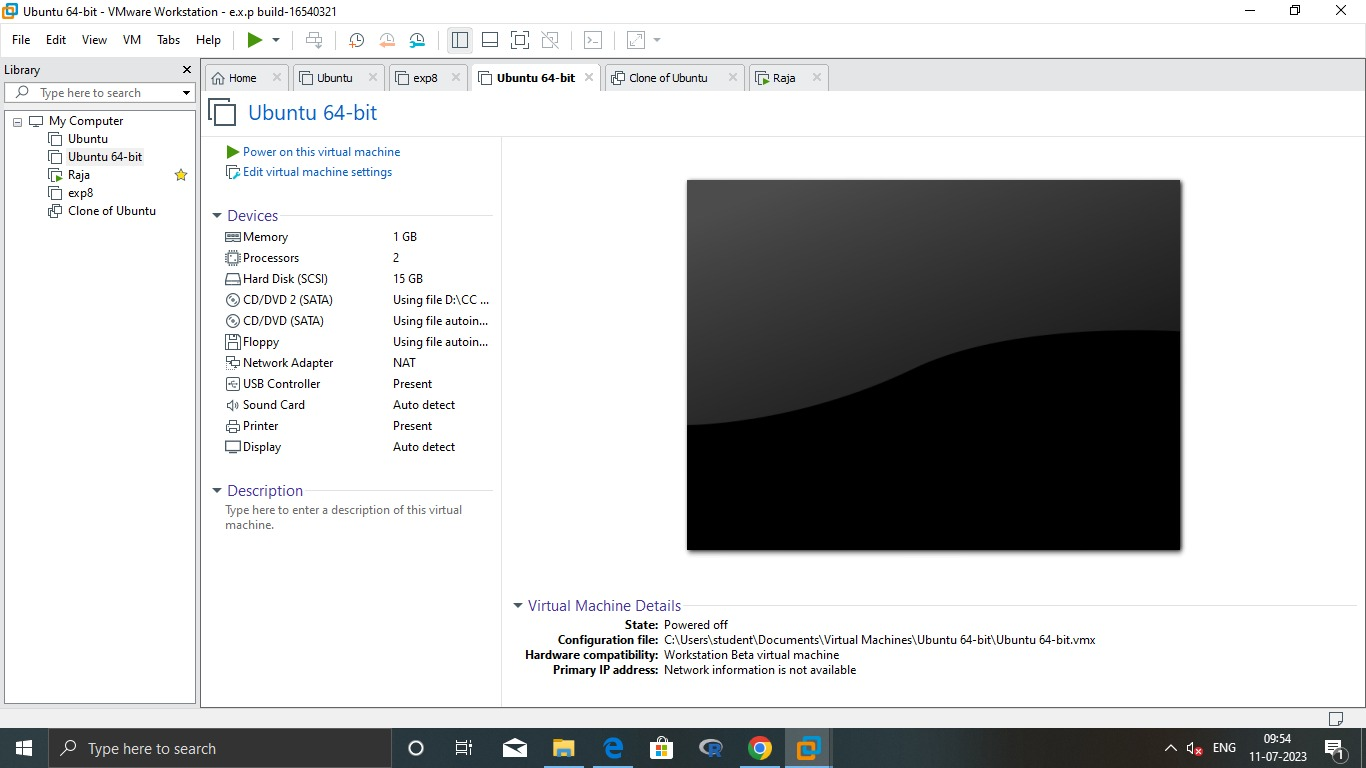 Ubuntu 64-bit - VMware Workstation - e.x.p build-16540321
File Edit View VM Tabs Help
Library
Type here to search
My Computer
Ubuntu
Ubuntu 64-bit
Raja
exp8
Clone of Ubuntu
Home Ubuntu exp8 Ubuntu 64-bit Clone of Ubuntu Raja
Ubuntu 64-bit
Power on this virtual machine
Edit virtual machine settings
Devices
Memory 1 GB
Processors 2
Hard Disk (SCSI) 15 GB
CD/DVD 2 (SATA) Using file D:\CC ...
CD/DVD (SATA) Using file autoin...
Floppy Using file autoin...
Network Adapter NAT
USB Controller Present
Sound Card Auto detect
Printer Present
Display Auto detect
Description
Type here to enter a description of this virtual
machine.
Virtual Machine Details
State: Powered off
Configuration file: C:\Users\student\Documents\Virtual Machines\Ubuntu 64-bit\Ubuntu 64-bit.vmx
Hardware compatibility: Workstation Beta virtual machine
Primary IP address: Network information is not available
Type here to search
ENG
09:54
11-07-2023
1